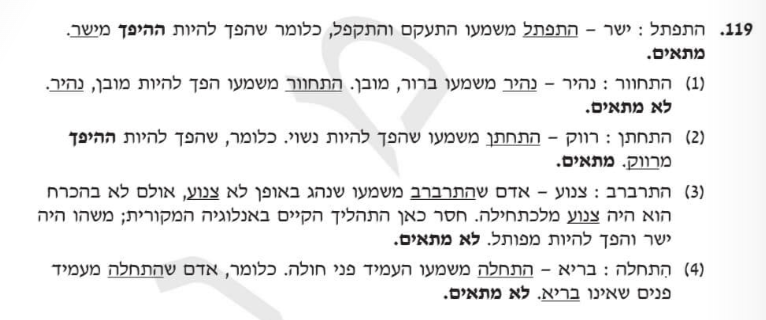 119. התפתל : ישר – התפתל משמעו התעקם והתקפל, כלומר שהפך להיות ההיפך מישר.
מתאים.
(1) התחוור : נהיר – נהיר משמעו ברור, מובן. התחוור משמעו הפך להיות מובן, נהיר.
לא מתאים.
(2) התחתן : רווק – התחתן משמעו שהפך להיות נשוי. כלומר, שהפך להיות ההיפך
מרווק. מתאים.
(3) התרברב : צנוע – אדם שהתרברב משמעו שנהג באופן לא צנוע, אולם לא בהכרח
הוא היה צנוע מלכתחילה. חסר כאן התהליך הקיים באנלוגיה המקורית; משהו היה
ישר והפך להיות מפותל. לא מתאים.
(4) הִתחלה : בריא – התחלה משמעו העמיד פני חולה. כלומר, אדם שהתחלה מעמיד
פנים שאינו בריא. לא מתאים.